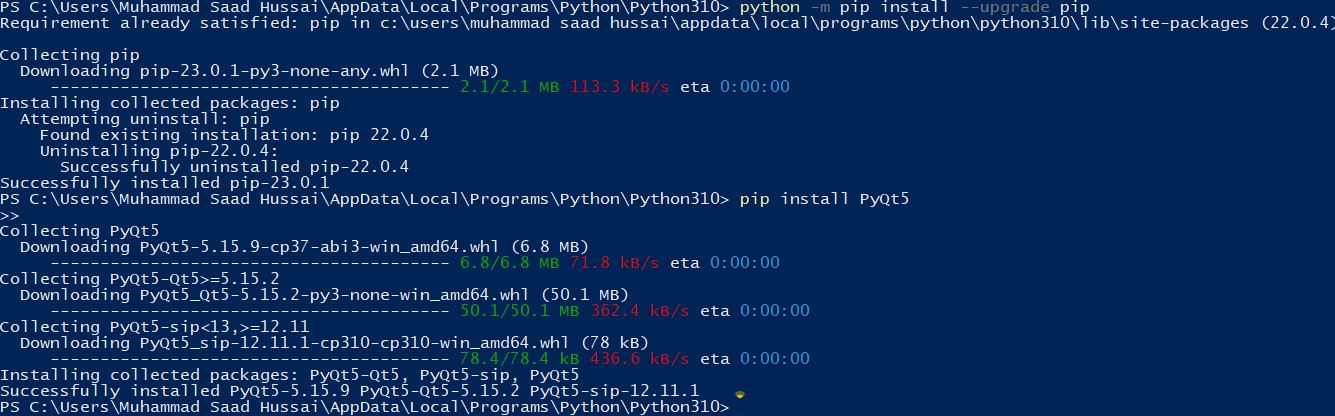 PS C:\Users\Muhammad Saad Hussai\AppData\Local\Programs\Python\Python310> python -m pip install --upgrade pip
Requirement already satisfied: pip in c:\users\muhammad saad hussai\appdata\local\programs\python\python310\lib\site-packages (22.0.4)
Collecting pip
Downloading pip-23.0.1-py3-none-any.whl (2.1 MB)
---------------------------------------- 2.1/2.1 MB 113.3 kB/s eta 0:00:00
Installing collected packages: pip
Attempting uninstall: pip
Found existing installation: pip 22.0.4
Uninstalling pip-22.0.4:
Successfully uninstalled pip-22.0.4
Successfully installed pip-23.0.1
PS C:\Users\Muhammad Saad Hussai\AppData\Local\Programs\Python\Python310> pip install PyQt5
>>
Collecting PyQt5
Downloading PyQt5-5.15.9-cp37-abi3-win_amd64.whl (6.8 MB)
---------------------------------------- 6.8/6.8 MB 71.8 kB/s eta 0:00:00
Collecting PyQt5-Qt5>=5.15.2
Downloading PyQt5_Qt5-5.15.2-py3-none-win_amd64.whl (50.1 MB)
---------------------------------------- 50.1/50.1 MB 362.4 kB/s eta 0:00:00
Collecting PyQt5-sip<13,>=12.11
Downloading PyQt5_sip-12.11.1-cp310-cp310-win_amd64.whl (78 kB)
---------------------------------------- 78.4/78.4 kB 436.6 kB/s eta 0:00:00
Installing collected packages: PyQt5-Qt5, PyQt5-sip, PyQt5
Successfully installed PyQt5-5.15.9 PyQt5-Qt5-5.15.2 PyQt5-sip-12.11.1
PS C:\Users\Muhammad Saad Hussai\AppData\Local\Programs\Python\Python310>